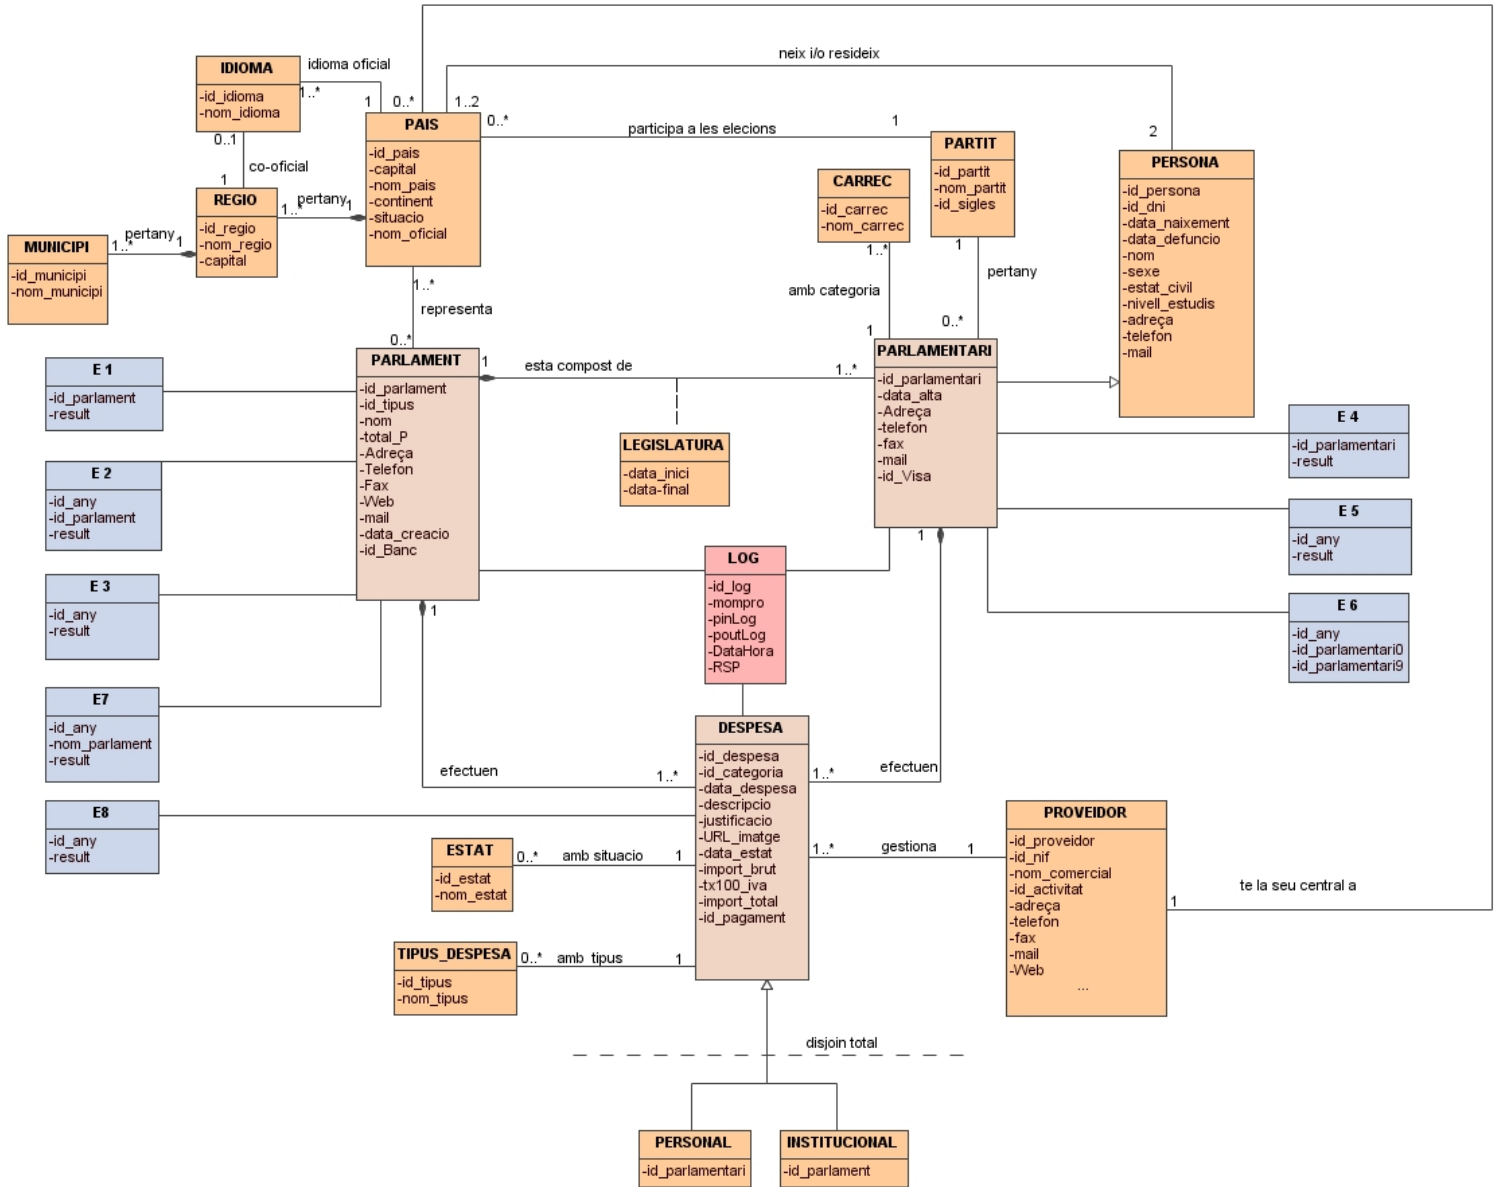 neix i/o resideix
idioma oficial
IDIOMA
-id_idioma
-nom_idioma
1..*
1
0..*
1..2
0..1
co-oficial
1
PAIS
-id_pais
-capital
-nom_pais
-continent
-situacio
-nom_oficial
0..*
participa a les elecions
1
PARTIT
-id_partit
-nom_partit
-id_sigles
2
PERSONA
-id_persona
-id_dni
-data_naixement
-data_defuncio
-nom
-sexe
-estat_civil
-nivell_estudis
-adreça
-telefon
-mail
CARREC
-id_carrec
-nom_carrec
REGIO
-id_regio
-nom_regio
-capital
1..*
pertany
1
MUNICIPI
-id_municipi
-nom_municipi
1..*
pertany
1
1..*
representa
0..*
1..*
amb categoria
1
1
pertany
0..*
PARLAMENT
-id_parlament
-id_tipus
-nom
-total_P
-Adreça
-Telefon
-Fax
-Web
-mail
-data_creacio
-id_Banc
1
esta compost de
1..*
PARLAMENTARI
-id_parlamentari
-data_alta
-Adreça
-telefon
-fax
-mail
-id_Visa
LEGISLATURA
-data_inici
-data-final
E 1
-id_parlament
-result
E 2
-id_any
-id_parlament
-result
E 3
-id_any
-result
E7
-id_any
-nom_parlament
-result
E8
-id_any
-result
E 4
-id_parlamentari
-result
E 5
-id_any
-result
E 6
-id_any
-id_parlamentari0
-id_parlamentari9
LOG
-id_log
-mompro
-pinLog
-poutLog
-DataHora
-RSP
1
1
efectuen
1..*
1..*
efectuen
DESPESA
-id_despesa
-id_categoria
-data_despesa
-descripcio
-justificacio
-URL_imatge
-data_estat
-import_brut
-tx100_iva
-import_total
-id_pagament
ESTAT
-id_estat
-nom_estat
0..*
amb situacio
1
TIPUS_DESPESA
-id_tipus
-nom_tipus
0..*
amb tipus
1
1..*
gestiona
1
PROVEIDOR
-id_proveidor
-id_nif
-nom_comercial
-id_activitat
-adreça
-telefon
-fax
-mail
-Web
...
1
te la seu central a
disjoin total
PERSONAL
-id_parlamentari
INSTITUCIONAL
-id_parlament